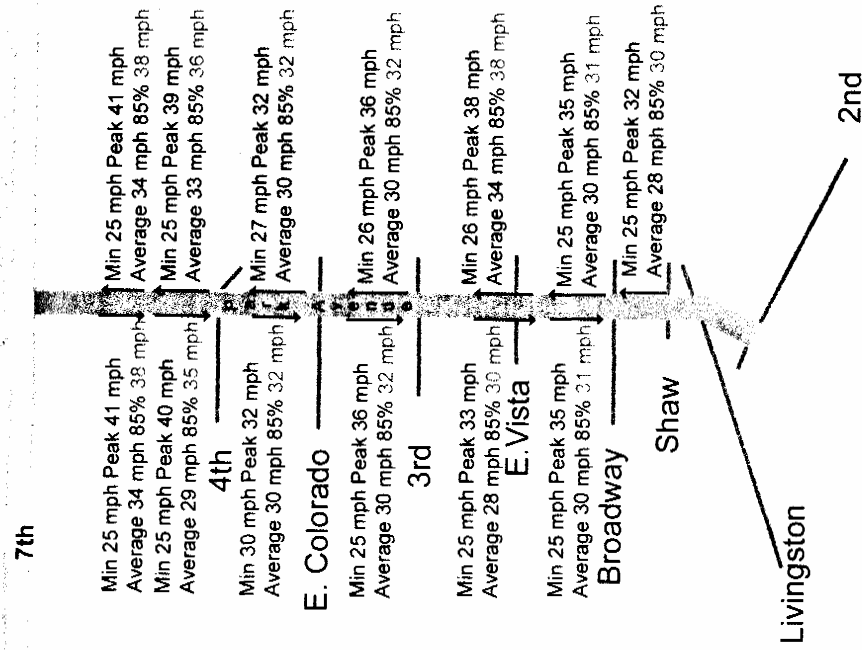 7th
Min 25 mph Peak 41 mph
Average 34 mph 85% 38 mph
Min 25 mph Peak 40 mph
Average 29 mph 85% 35 mph
4th
Min 30 mph Peak 32 mph
Average 30 mph 85% 32 mph
E. Colorado
Min 25 mph Peak 36 mph
Average 30 mph 85% 32 mph
3rd
Min 25 mph Peak 33 mph
Average 28 mph 85% 30 mph
E. Vista
Min 25 mph Peak 35 mph
Average 30 mph 85% 31 mph
Broadway
Shaw
Livingston
Park Avenue
Min 25 mph Peak 41 mph
Average 34 mph 85% 38 mph
Min 25 mph Peak 39 mph
Average 33 mph 85% 36 mph
Min 27 mph Peak 32 mph
Average 30 mph 85% 32 mph
Min 26 mph Peak 36 mph
Average 30 mph 85% 32 mph
Min 26 mph Peak 38 mph
Average 34 mph 85% 38 mph
Min 25 mph Peak 35 mph
Average 30 mph 85% 31 mph
Min 25 mph Peak 32 mph
Average 28 mph 85% 30 mph
2nd